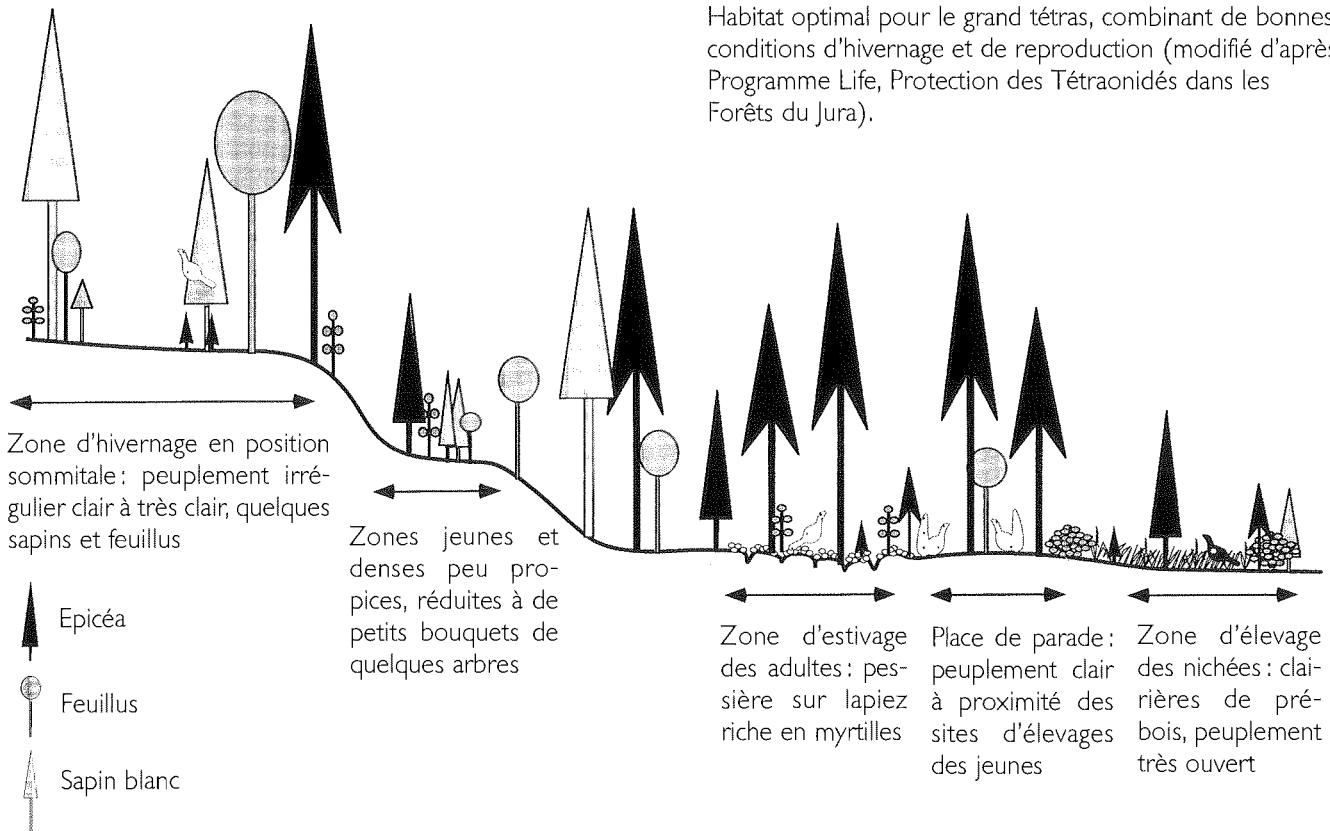 Habitat optimal pour le grand tétras, combinant de bonnes
conditions d'hivernage et de reproduction (modifié d'après
Programme Life, Protection des Tétraonidés dans les
Forêts du Jura).
Zone d'hivernage en position
sommitale : peuplement irré-
gulier clair à très clair, quelques
sapins et feuillus
Zones jeunes et
denses peu pro-
pices, réduites à de
petits bouquets de
quelques arbres
Zone d'estivage
des adultes : pes-
sière sur lapiez
riche en myrtilles
Place de parade :
peuplement clair
à proximité des
sites d'élevages
des jeunes
Zone d'élevage
des nichées : clai-
rières de pré-
bois, peuplement
très ouvert
Epicéa
Feuillus
Sapin blanc